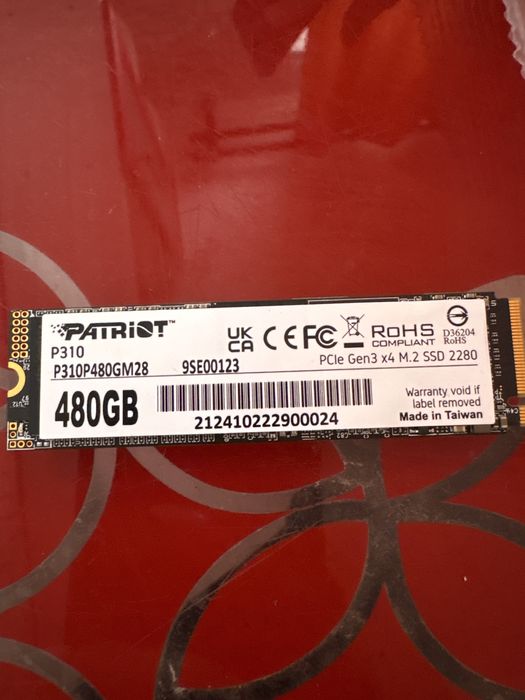 PATRIOT™
P310
P310P480GM28 9SE00123
480GB
212410222900024
UK CA CE FC RoHS COMPLIANT
D36204
RoHS
PCIe Gen3 x4 M.2 SSD 2280
Warranty void if
label removed
Made in Taiwan